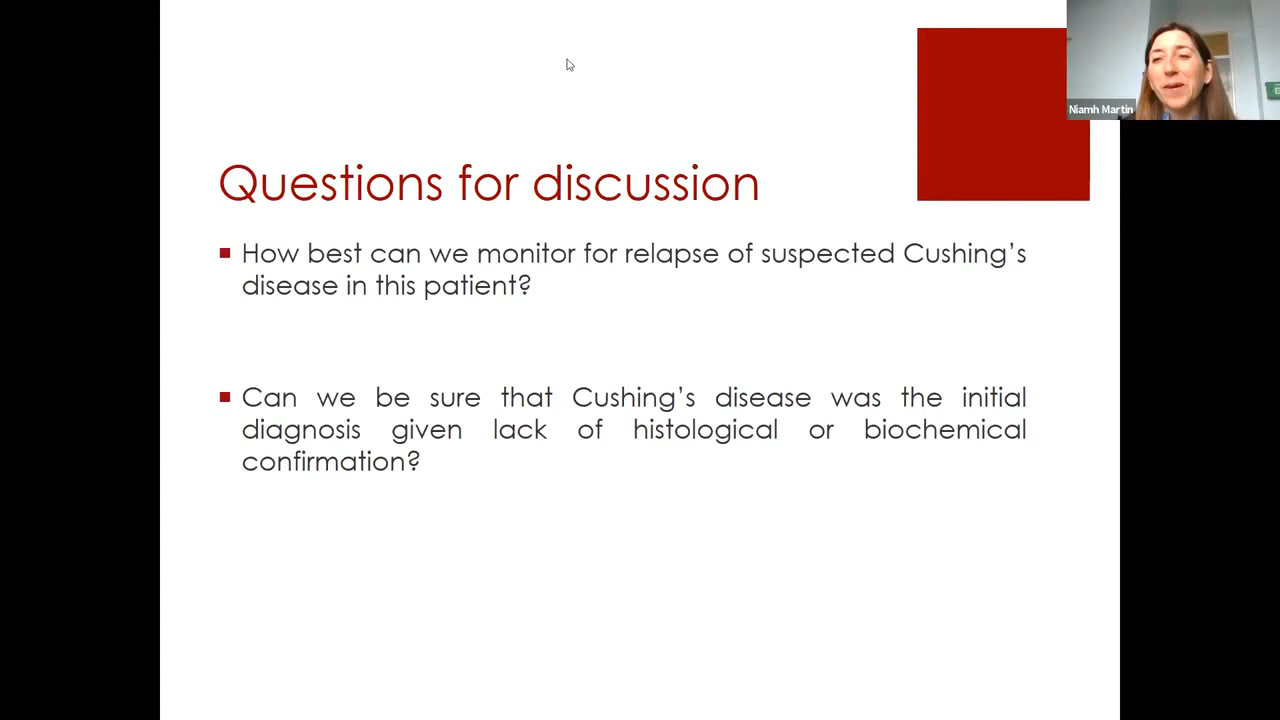 Niamh Martin
Questions for discussion
How best can we monitor for relapse of suspected Cushing’s
disease in this patient?
Can we be sure that Cushing’s disease was the initial
diagnosis given lack of histological or biochemical
confirmation?